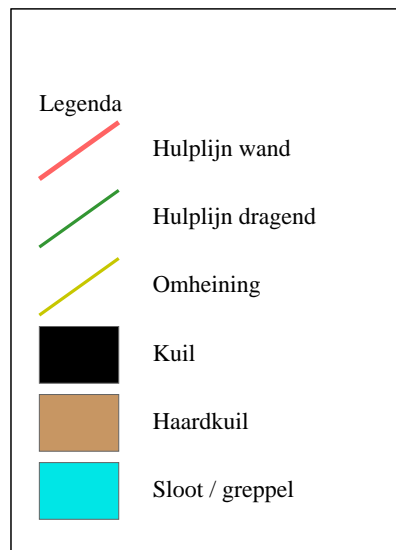 Legenda
Hulplijn wand
Hulplijn dragend
Omheining
Kuil
Haardkuil
Sloot / greppel